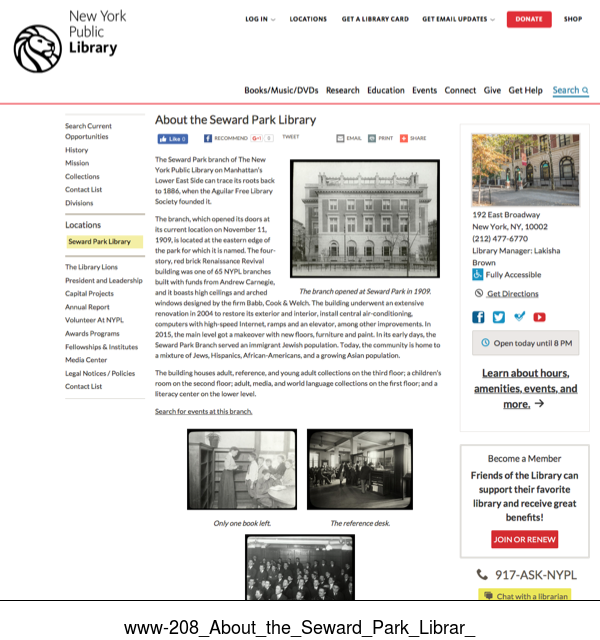 New York
Public
Library
LOG IN
LOCATIONS
GET A LIBRARY CARD
GET EMAIL UPDATES
DONATE
SHOP
Books/Music/DVDs
Research
Education
Events
Connect
Give
Get Help
Search
Search Current
Opportunities
History
Mission
Collections
Contact List
Divisions
Locations
Seward Park Library
The Library Lions
President and Leadership
Capital Projects
Annual Report
Volunteer At NYPL
Awards Programs
Fellowships & Institutes
Media Center
Legal Notices / Policies
Contact List
About the Seward Park Library
Like 0
RECOMMEND
G+1
0
TWEET
EMAIL
PRINT
SHARE
The Seward Park branch of The New
York Public Library on Manhattan's
Lower East Side can trace its roots back
to 1886, when the Aguilar Free Library
Society founded it.
The branch, which opened its doors at
its current location on November 11,
1909, is located at the eastern edge of
the park for which it is named. The four-
story, red brick Renaissance Revival
building was one of 65 NYPL branches
built with funds from Andrew Carnegie,
and it boasts high ceilings and arched
windows designed by the firm Babb, Cook & Welch. The building underwent an extensive
renovation in 2004 to restore its exterior and interior, install central air-conditioning,
computers with high-speed Internet, ramps and an elevator, among other improvements. In
2015, the main level got a makeover with new floors, furniture and paint. In its early days, the
Seward Park Branch served an immigrant Jewish population. Today, the community is home to
a mixture of Jews, Hispanics, African-Americans, and a growing Asian population.
The branch opened at Seward Park in 1909.
The building houses adult, reference, and young adult collections on the third floor; a children's
room on the second floor; adult, media, and world language collections on the first floor; and a
literacy center on the lower level.
Search for events at this branch.
Only one book left.
The reference desk.
192 East Broadway
New York, NY, 10002
(212) 477-6770
Library Manager: Lakisha
Brown
Fully Accessible
Get Directions
Open today until 8 PM
Learn about hours,
amenities, events, and
more. →
Become a Member
Friends of the Library can
support their favorite
library and receive great
benefits!
JOIN OR RENEW
917-ASK-NYPL
Chat with a librarian
www-208_About_the_Seward_Park_Librar_